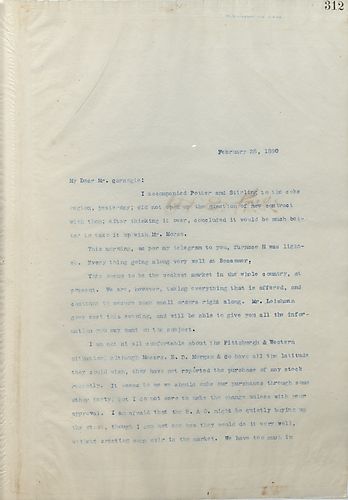 312
February 28, 1890
My Dear Mr. Carnegie:
I accompanied Potter and Stirling to the coke
region, yesterday; did not open up the question of new contract
with them; after thinking it over, concluded it would be much bet-
ter to take it up with Mr. Morse.
This morning, as per my telegram to you, furnace H was light-
ed. Every thing going along very well at Bessemer.
This seems to be the weakest market in the whole country, at
present. We are, however, taking everything that is offered, and
continue to secure some small orders right along. Mr. Leishman
goes east this evening, and will be able to give you all the infor-
mation you may want on the subject.
I am not at all comfortable about the Pittsburgh & Western
situation; although Messrs. E. D. Morgan & Co have all the latitude
they could wish, they have not reported the purchase of any stock
recently. It seems to me we should make our purchases through some
other party, but I do not care to make the change unless with your
approval. I am afraid that the B. & O. might be quietly buying up
the stock, though I can not see how they would do it very well,
without creating some stir in the market. We have too much in